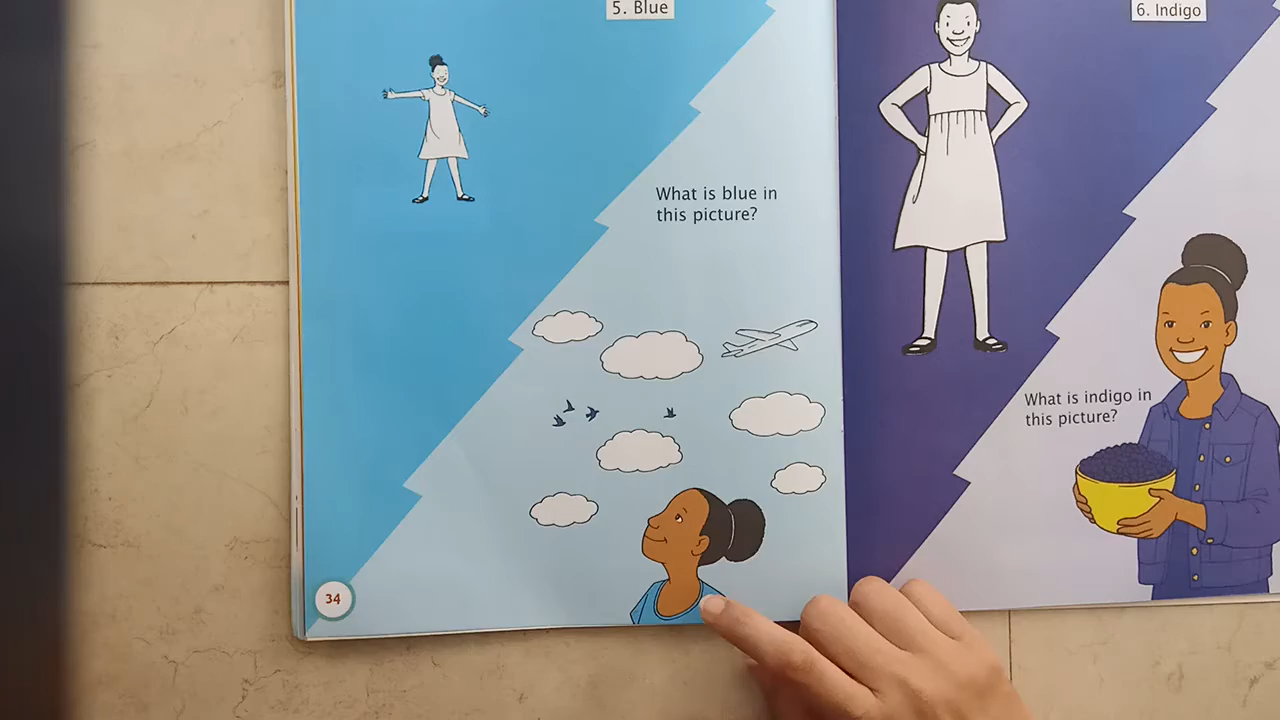 5. Blue
What is blue in
this picture?
34
6. Indigo
What is indigo in
this picture?